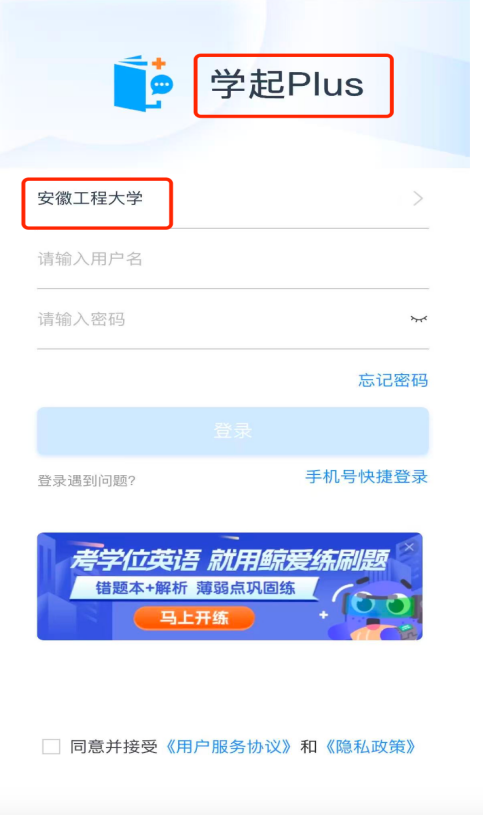 学起Plus
安徽工程大学
请输入用户名
请输入密码
忘记密码
登录
登录遇到问题?
手机号快捷登录
考学位英语 就用鲸爱练刷题
错题本+解析 薄弱点巩固练
马上开练
同意并接受《用户服务协议》和《隐私政策》